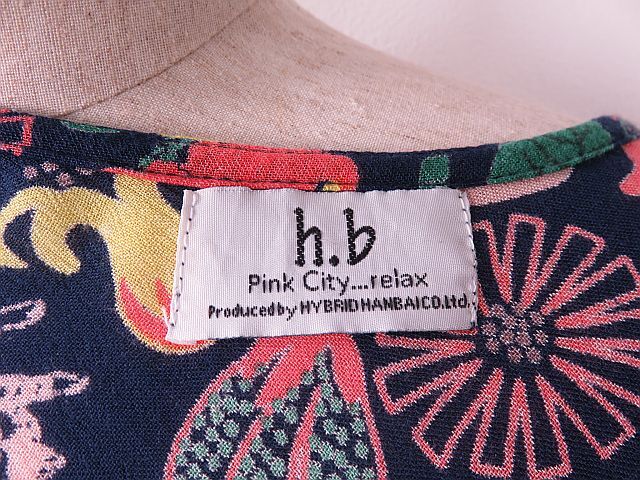 h.b
Pink City...relax
Produced by HYBRID HANBAI CO. Ltd.